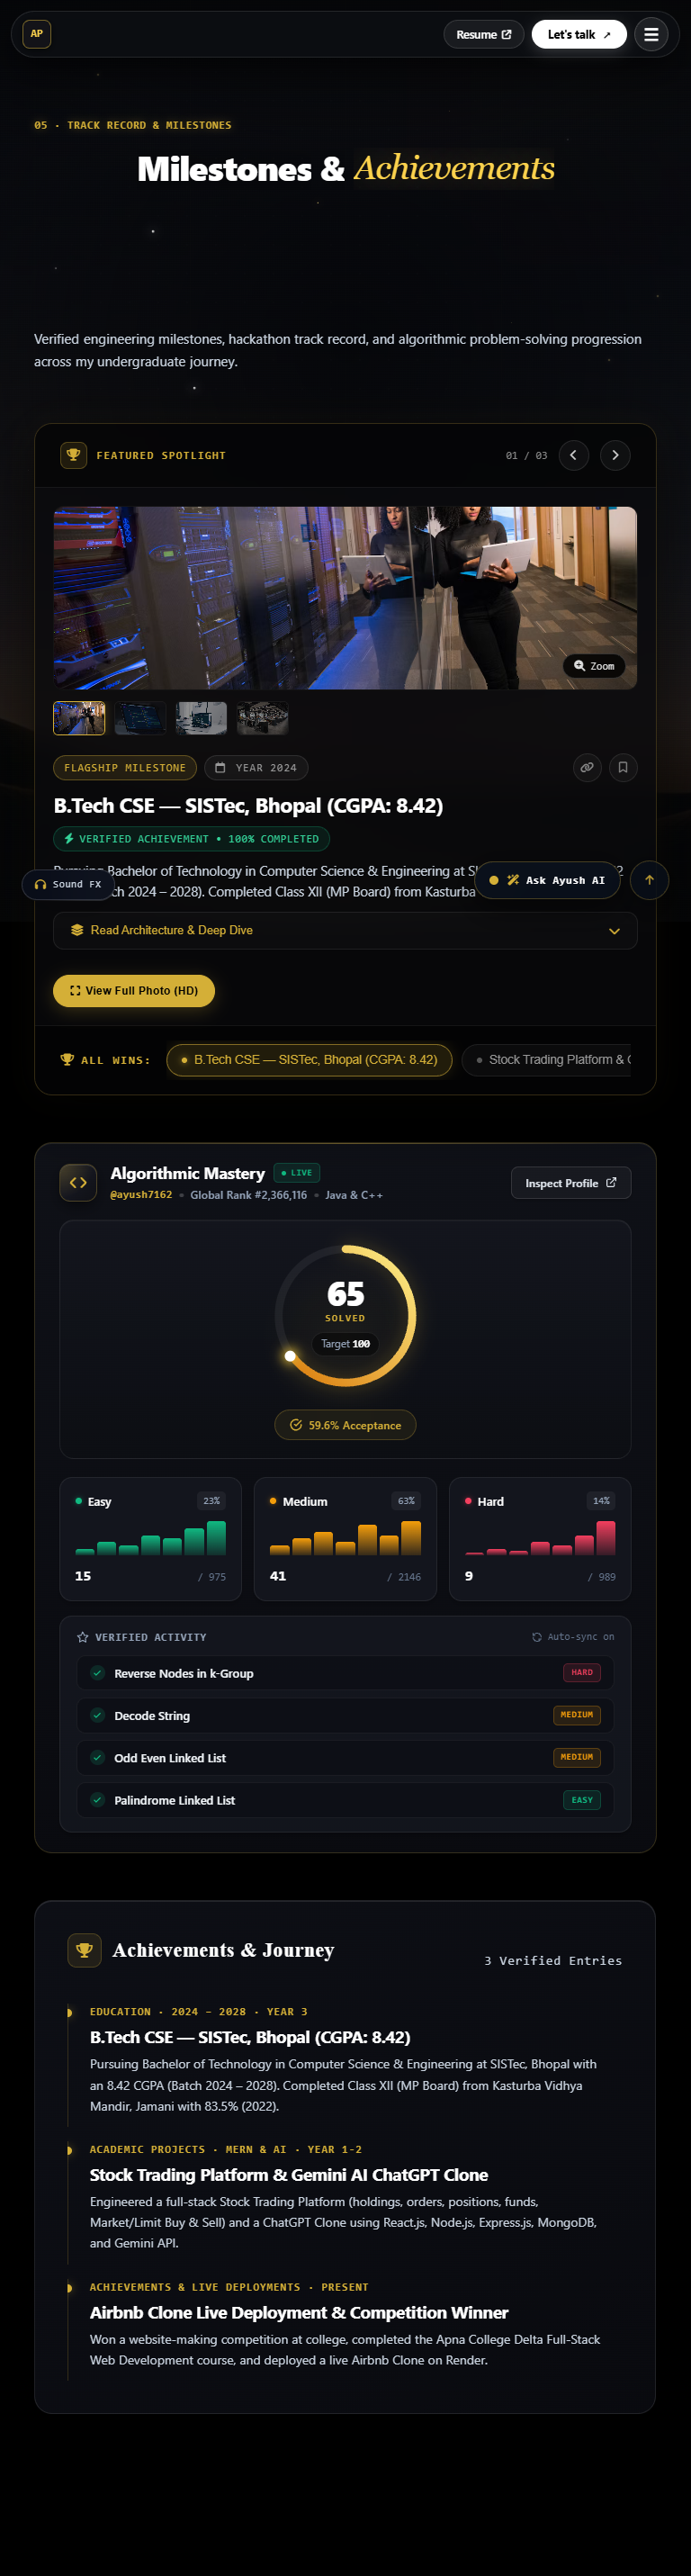 AP
Resume
Let's talk ↗
05 · TRACK RECORD & MILESTONES
Milestones & Achievements
Verified engineering milestones, hackathon track record, and algorithmic problem-solving progression
across my undergraduate journey.
FEATURED SPOTLIGHT
01 / 03
Zoom
FLAGSHIP MILESTONE
YEAR 2024
B.Tech CSE — SISTec, Bhopal (CGPA: 8.42)
VERIFIED ACHIEVEMENT • 100% COMPLETED
Bachelor of Technology in Computer Science & Engineering at
2024 – 2028). Completed Class XII (MP Board) from Kasturba
Sound FX
Ask Ayush AI
Read Architecture & Deep Dive
View Full Photo (HD)
ALL WINS:
B.Tech CSE — SISTec, Bhopal (CGPA: 8.42)
Stock Trading Platform &
Algorithmic Mastery
LIVE
@ayush7162 • Global Rank #2,366,116 • Java & C++
Inspect Profile
65
SOLVED
Target 100
59.6% Acceptance
Easy
23%
15
/ 975
Medium
63%
41
/ 2146
Hard
14%
9
/ 989
VERIFIED ACTIVITY
Auto-sync on
Reverse Nodes in k-Group
HARD
Decode String
MEDIUM
Odd Even Linked List
MEDIUM
Palindrome Linked List
EASY
Achievements & Journey
3 Verified Entries
EDUCATION · 2024 – 2028 · YEAR 3
B.Tech CSE — SISTec, Bhopal (CGPA: 8.42)
Pursuing Bachelor of Technology in Computer Science & Engineering at SISTec, Bhopal with
an 8.42 CGPA (Batch 2024 – 2028). Completed Class XII (MP Board) from Kasturba Vidhya
Mandir, Jamani with 83.5% (2022).
ACADEMIC PROJECTS · MERN & AI · YEAR 1-2
Stock Trading Platform & Gemini AI ChatGPT Clone
Engineered a full-stack Stock Trading Platform (holdings, orders, positions, funds,
Market/Limit Buy & Sell) and a ChatGPT Clone using React.js, Node.js, Express.js, MongoDB,
and Gemini API.
ACHIEVEMENTS & LIVE DEPLOYMENTS · PRESENT
Airbnb Clone Live Deployment & Competition Winner
Won a website-making competition at college, completed the Apna College Delta Full-Stack
Web Development course, and deployed a live Airbnb Clone on Render.